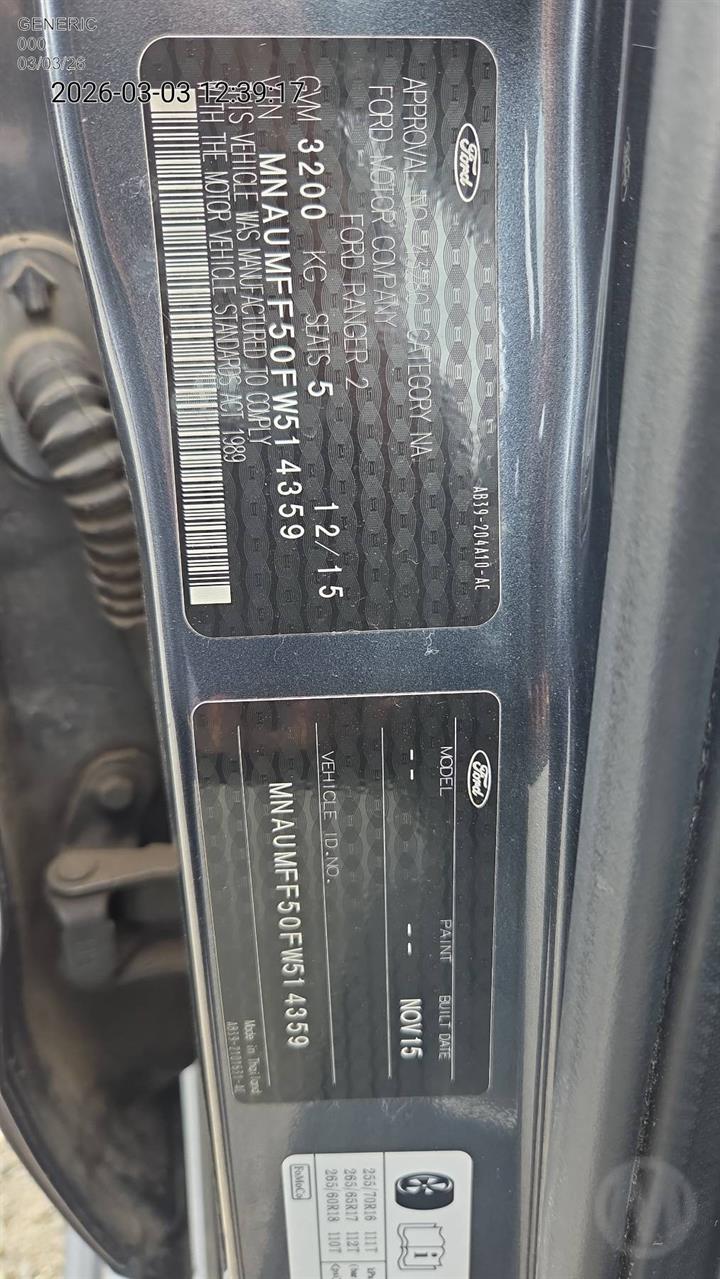 GENERIC
000
03/03/26
2026-03-03 12:39:17
Ford
AB39-204A10-AC
APPROVAL NO. CATEGORY NA
FORD MOTOR COMPANY
FORD RANGER 2
12/15
GVM 3200 KG SEATS 5
VIN MNAUMFF50FW514359
THIS VEHICLE WAS MANUFACTURED TO COMPLY
WITH THE MOTOR VEHICLE STANDARDS ACT 1989
Ford
MODEL PAINT BUILT DATE
-- -- NOV15
VEHICLE ID.NO.
MNAUMFF50FW514359
Made in Thailand
255/70R16 111T
265/65R17 112T
265/60R18 110T
FoMoCo